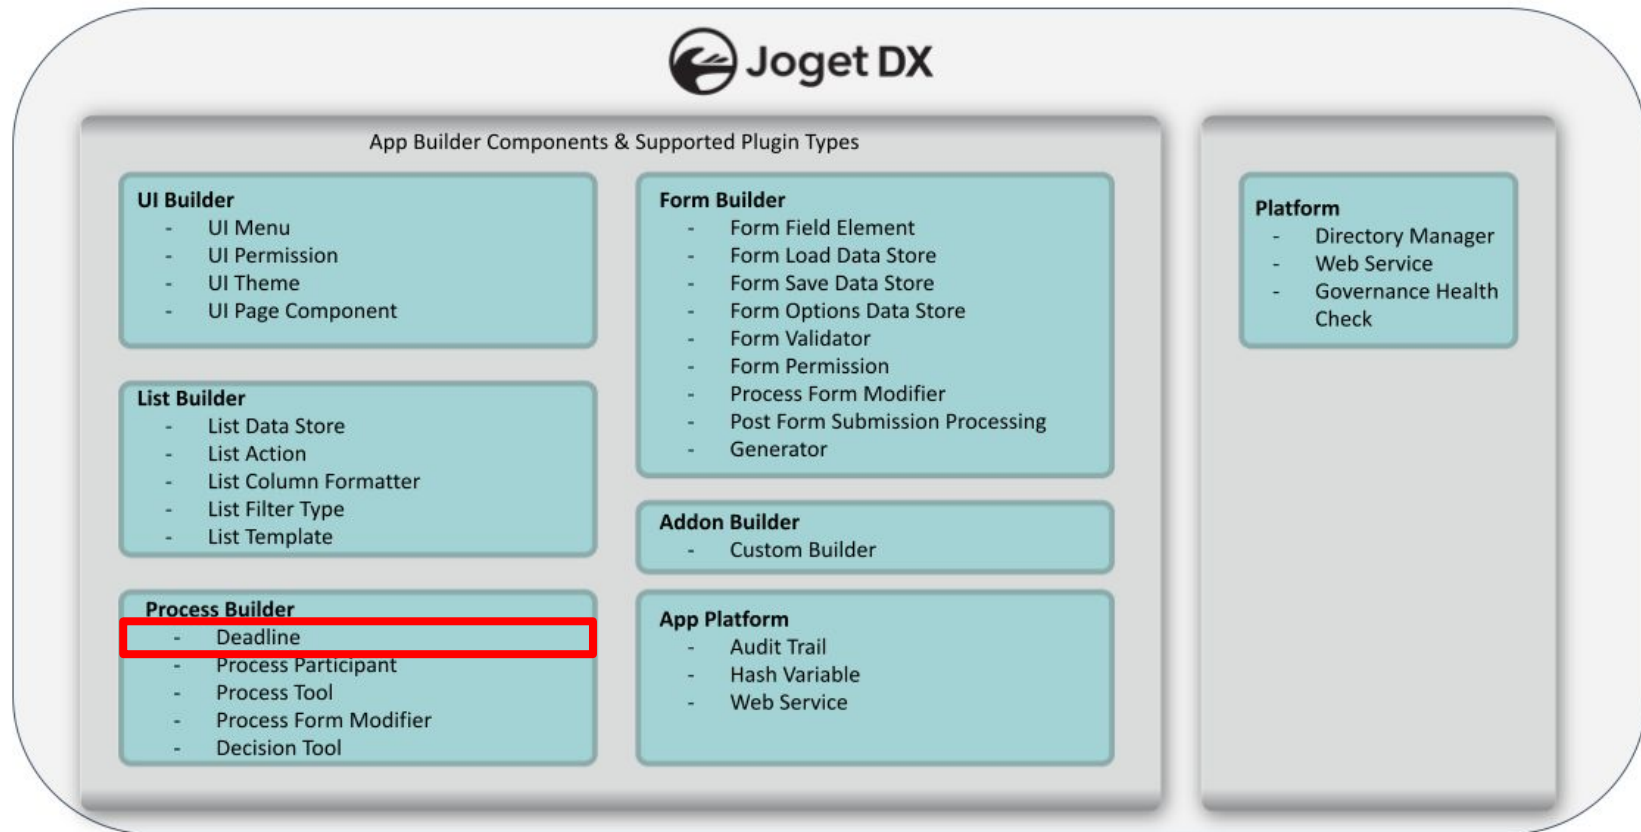 Joget DX
App Builder Components & Supported Plugin Types
UI Builder
- UI Menu
- UI Permission
- UI Theme
- UI Page Component
List Builder
- List Data Store
- List Action
- List Column Formatter
- List Filter Type
- List Template
Process Builder
- Deadline
- Process Participant
- Process Tool
- Process Form Modifier
- Decision Tool
Form Builder
- Form Field Element
- Form Load Data Store
- Form Save Data Store
- Form Options Data Store
- Form Validator
- Form Permission
- Process Form Modifier
- Post Form Submission Processing
- Generator
Addon Builder
- Custom Builder
App Platform
- Audit Trail
- Hash Variable
- Web Service
Platform
- Directory Manager
- Web Service
- Governance Health
Check